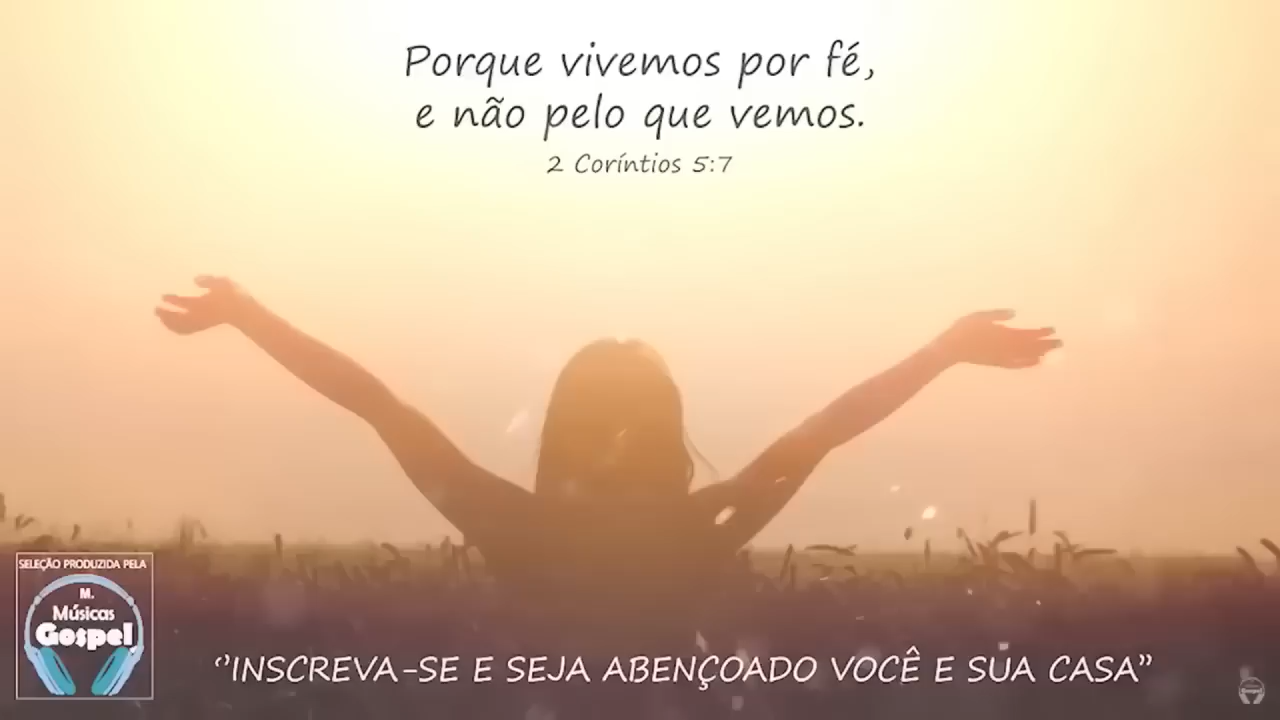 Porque vivemos por fé,
e não pelo que vemos.
2 Coríntios 5:7
SELEÇÃO PRODUZIDA PELA
M.
Músicas
Gospel
“INSCREVA-SE E SEJA ABENÇOADO VOCÊ E SUA CASA”
Gospel